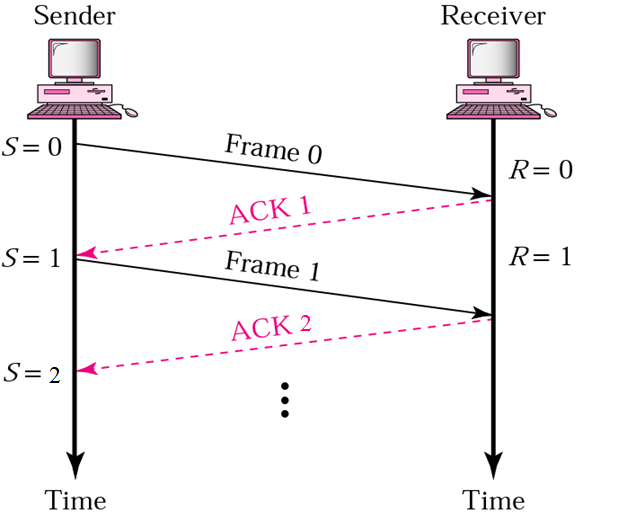 Sender Receiver
S = 0 Frame 0 R = 0
ACK 1
S = 1 Frame 1 R = 1
ACK 2
S = 2
Time Time